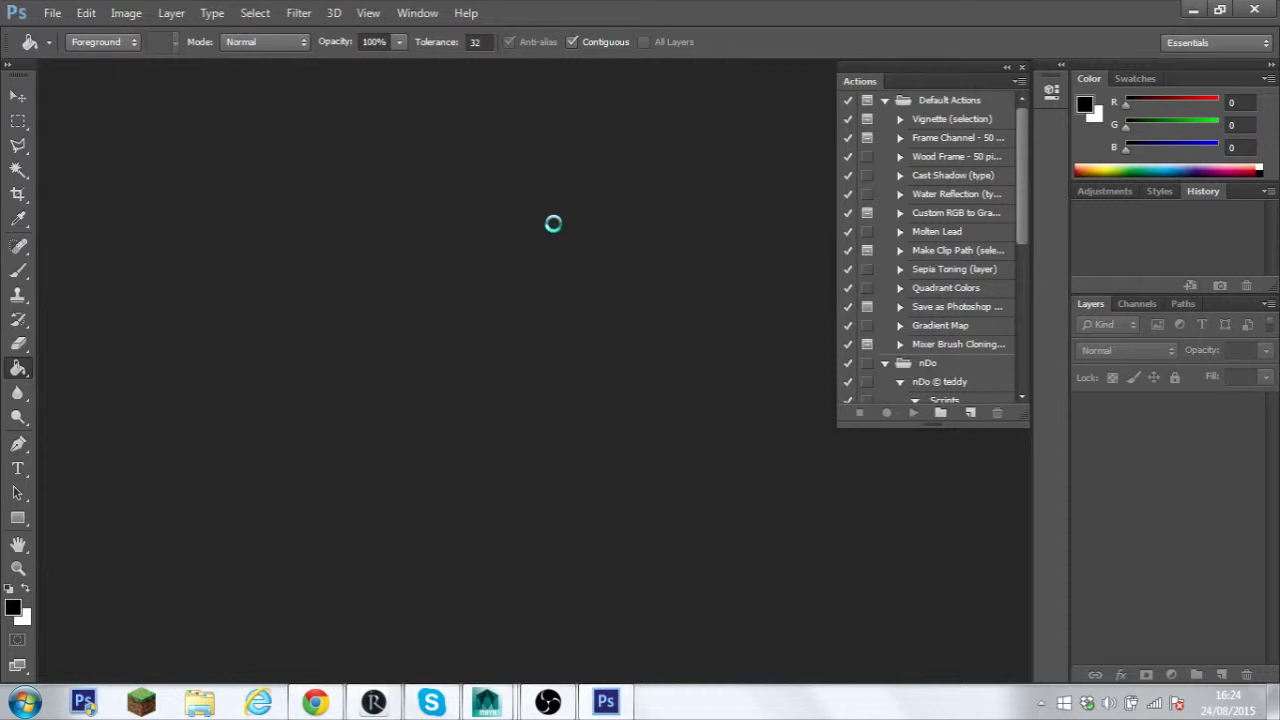 Ps File Edit Image Layer Type Select Filter 3D View Window Help
Foreground Mode: Normal Opacity: 100% Tolerance: 32 Anti-alias Contiguous All Layers Essentials
Actions
Default Actions
Vignette (selection)
Frame Channel - 50 ...
Wood Frame - 50 pi...
Cast Shadow (type)
Water Reflection (ty...
Custom RGB to Gra...
Molten Lead
Make Clip Path (sele...
Sepia Toning (layer)
Quadrant Colors
Save as Photoshop ...
Gradient Map
Mixer Brush Cloning...
nDo
nDo © teddy
Scripts
Color Swatches
R 0
G 0
B 0
Adjustments Styles History
Layers Channels Paths
Kind
Normal Opacity:
Lock: Fill:
T
Ps R S MAYA Ps
16:24
24/08/2015